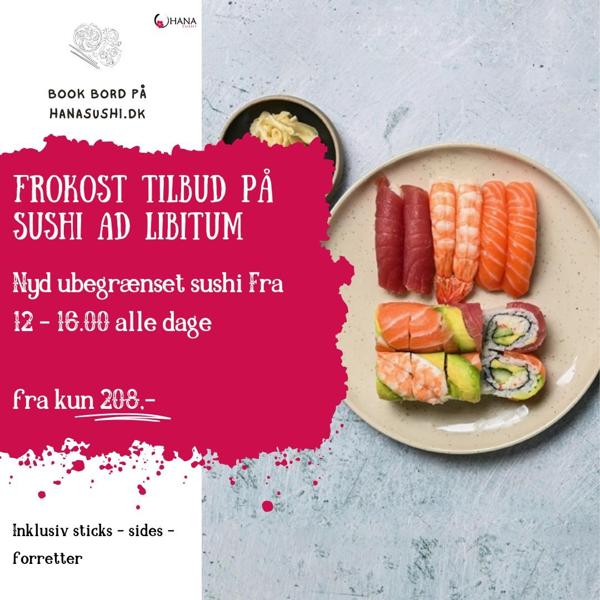 HANA
SUSHI
BOOK BORD PÅ
HANASUSHI.DK
FROKOST TILBUD PÅ
SUSHI AD LIBITUM
Nyd ubegrænset sushi Fra
12 - 16.00 alle dage
fra kun 208,-
Inklusiv sticks - sides -
forretter